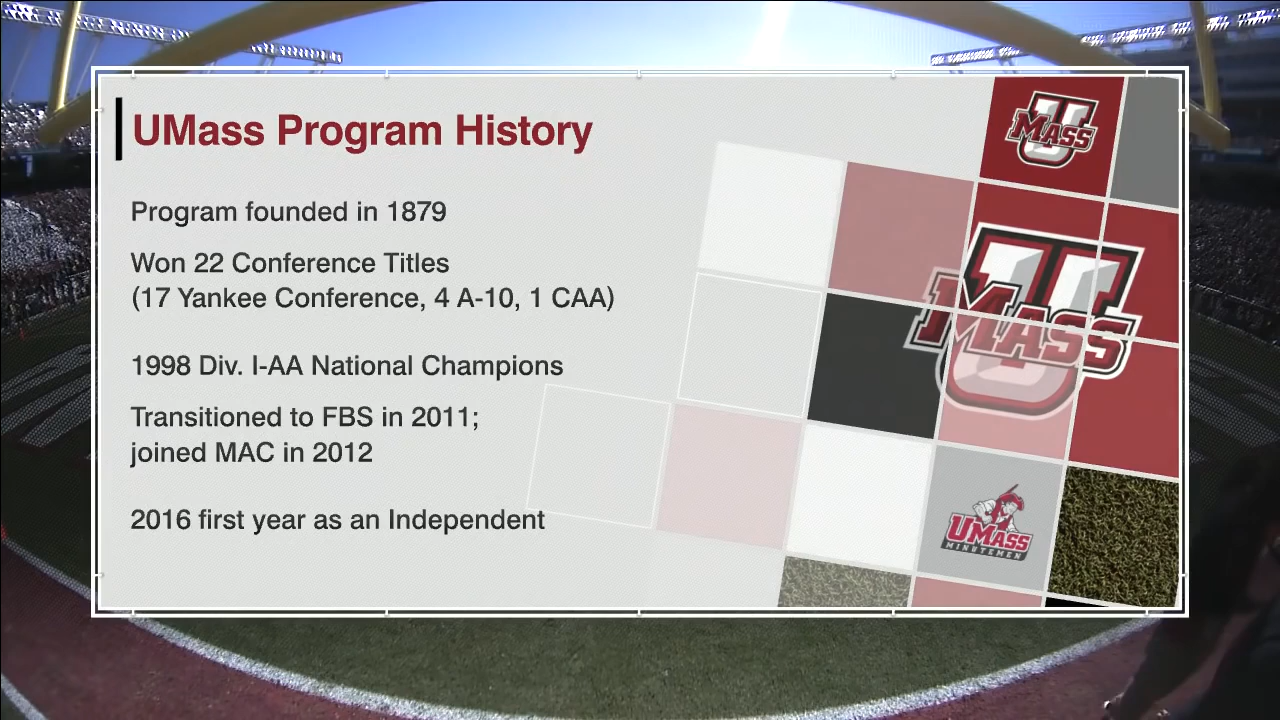 UMass Program History
Program founded in 1879
Won 22 Conference Titles
(17 Yankee Conference, 4 A-10, 1 CAA)
1998 Div. I-AA National Champions
Transitioned to FBS in 2011;
joined MAC in 2012
2016 first year as an Independent
U
MASS
U
MASS
UMASS
MINUTEMEN